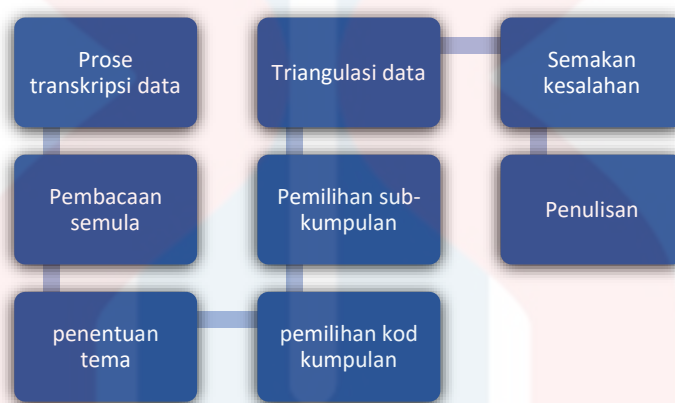 Prose
transkripsi data
Pembacaan
semula
penentuan
tema
pemilihan kod
kumpulan
Pemilihan sub-
kumpulan
Triangulasi data
Semakan
kesalahan
Penulisan